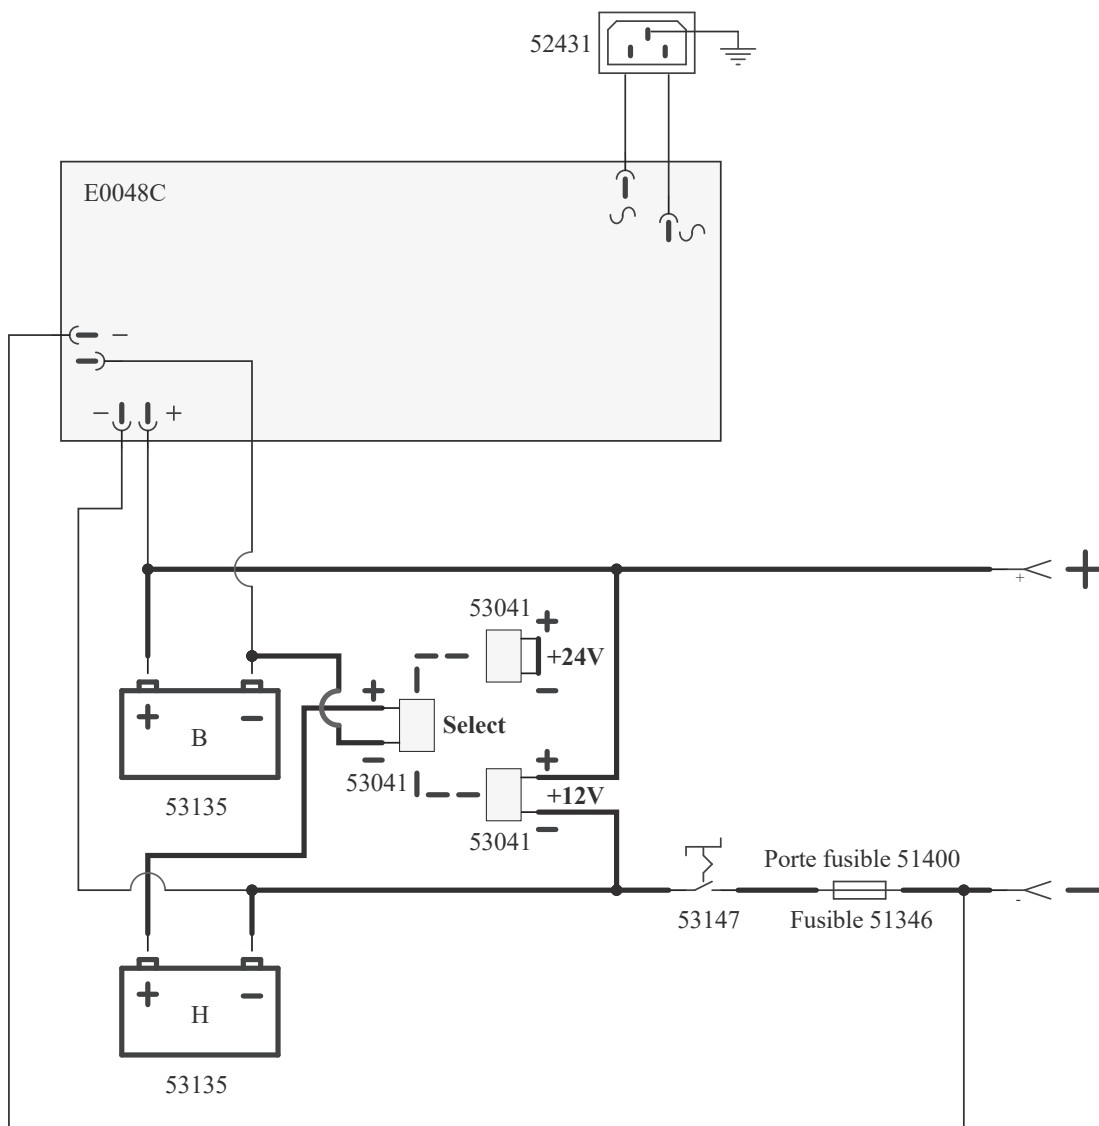 52431
E0048C
−
− +
+
+
53041
+
+24V
−
+
Select
−
53041
+ −
B
53135
+
+12V
−
53041
Porte fusible 51400
-
−
53147
Fusible 51346
+ −
H
53135